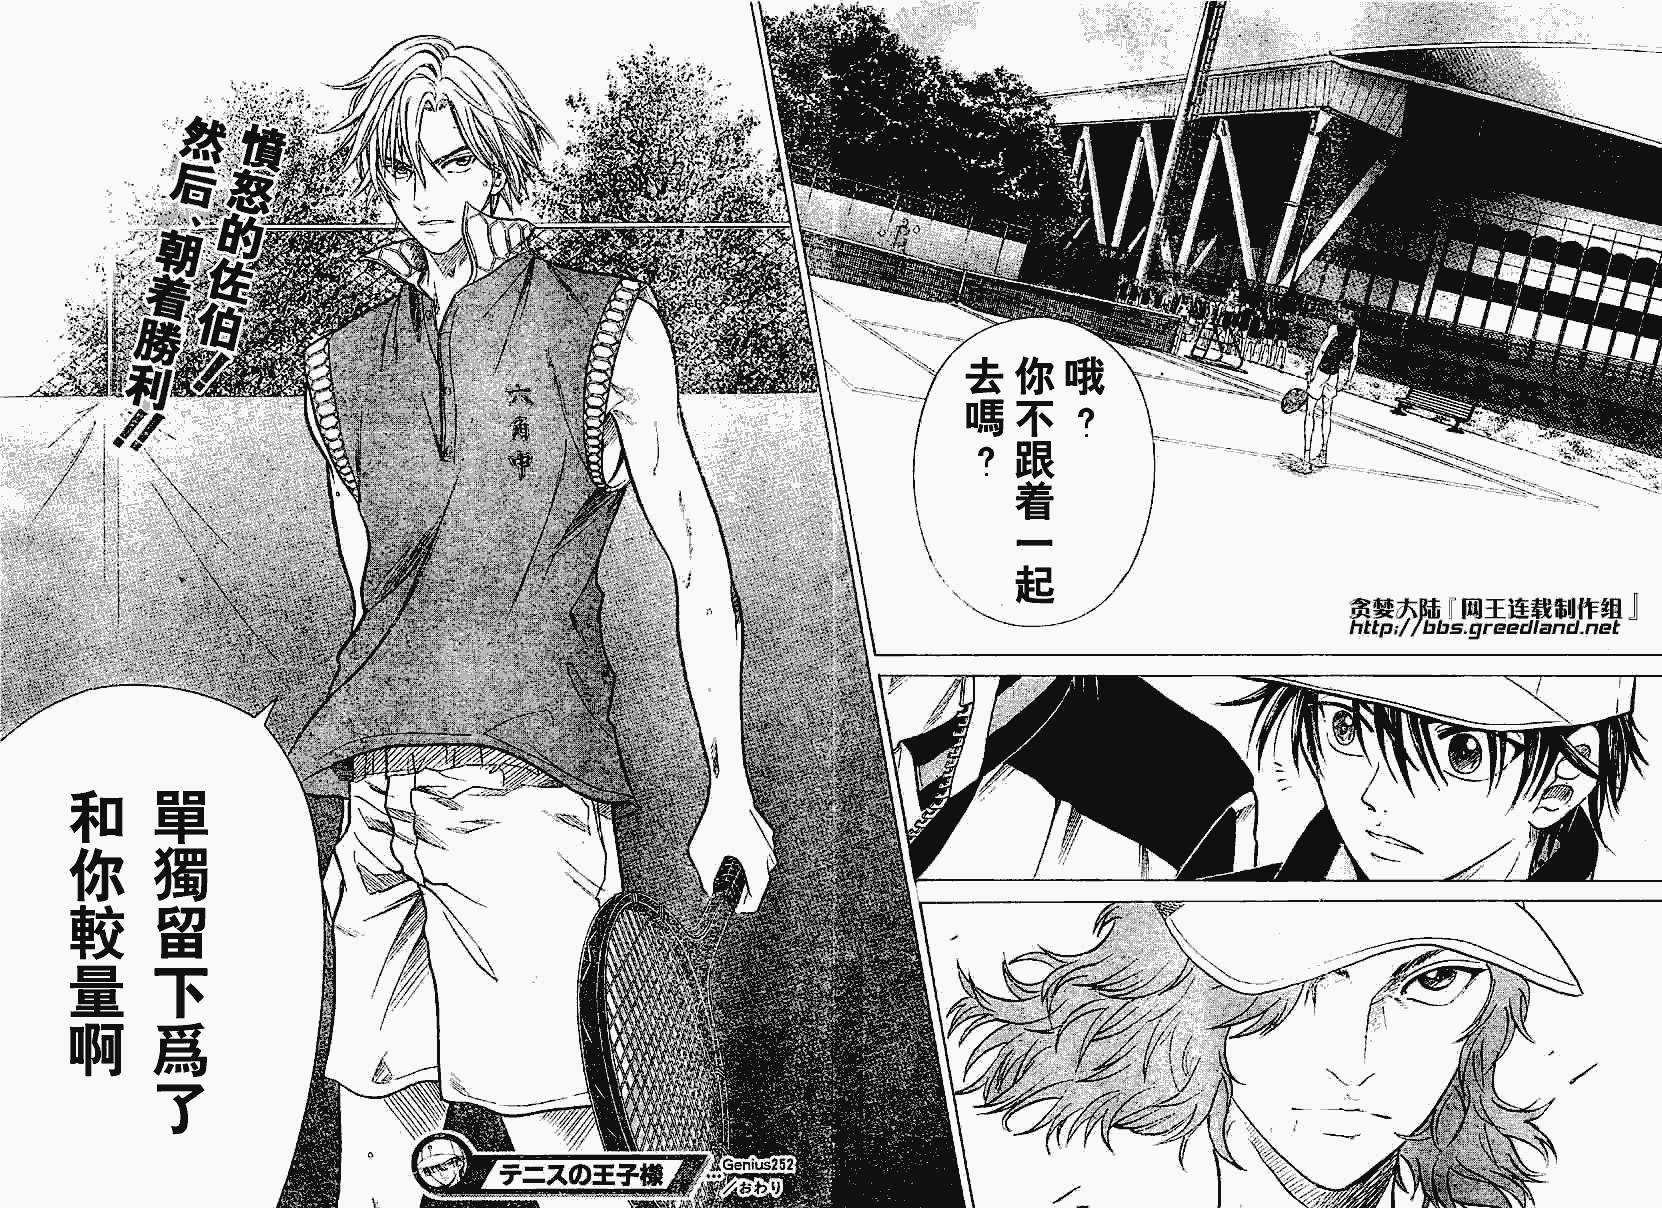 哦？
你不跟着一起
去嗎？
贪婪大陆『网王连载制作组』
http://bbs.greedland.net
憤怒的佐伯！
然后、朝着勝利！！
六角中
單獨留下爲了
和你較量啊
テニスの王子様
…Genius252
／おわり